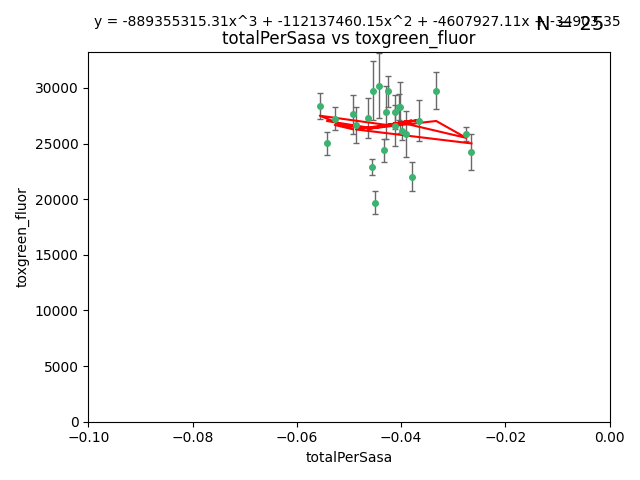 y = -889355315.31x^3 + -112137460.15x^2 + -4607927.11x + -34903.35
N = 25
totalPerSasa vs toxgreen_fluor
30000
25000
20000
15000
10000
5000
0
toxgreen_fluor
−0.10 −0.08 −0.06 −0.04 −0.02 0.00
totalPerSasa